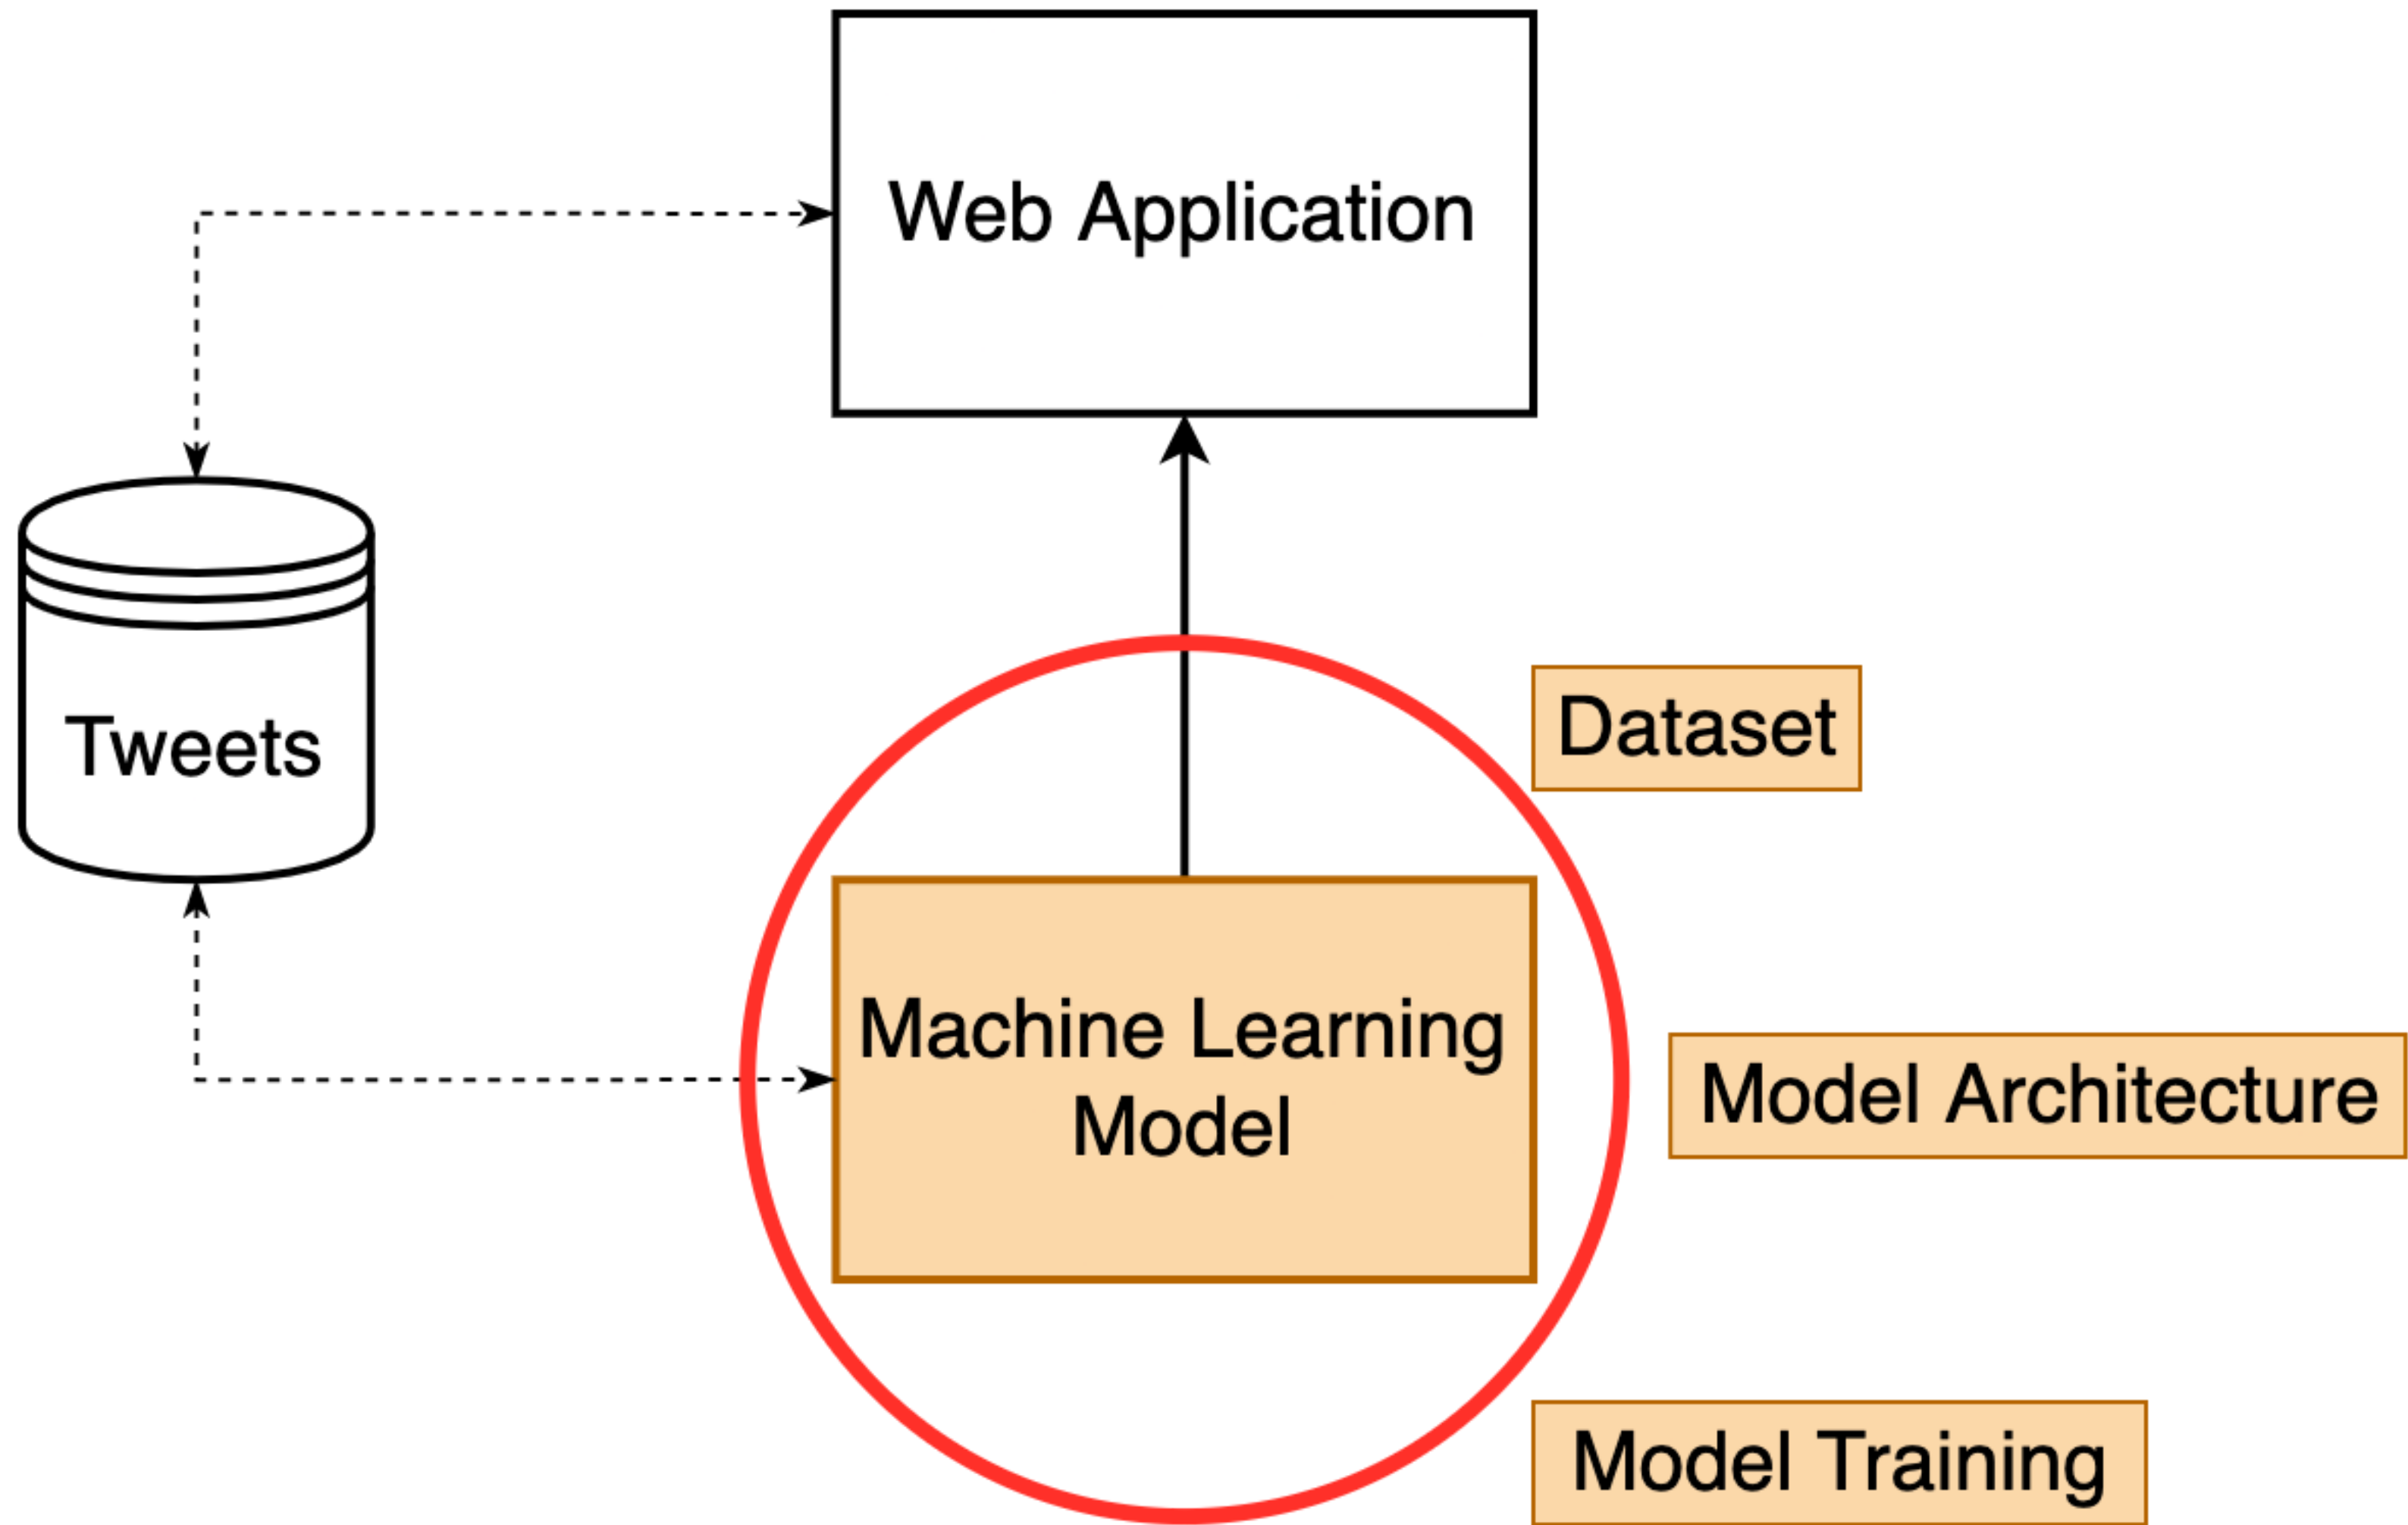 Web Application
Tweets
Dataset
Machine Learning
Model
Model Architecture
Model Training